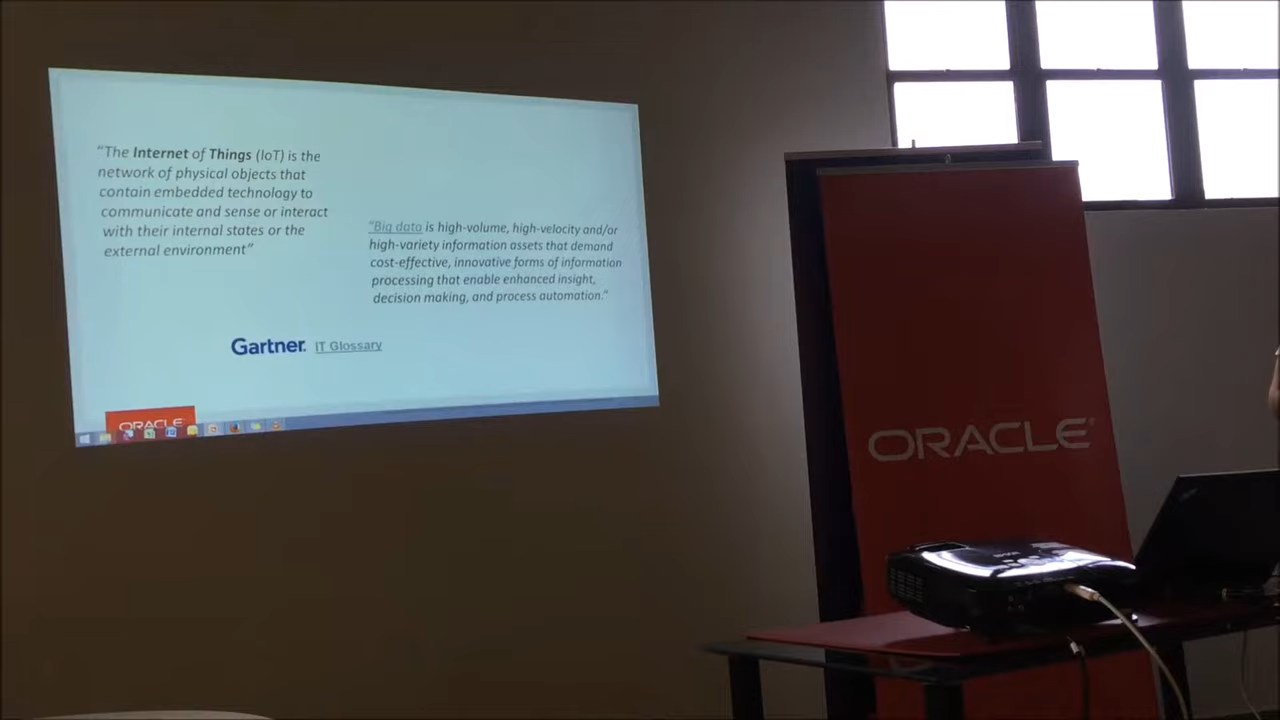 “The Internet of Things (IoT) is the
network of physical objects that
contain embedded technology to
communicate and sense or interact
with their internal states or the
external environment”
“Big data is high-volume, high-velocity and/or
high-variety information assets that demand
cost-effective, innovative forms of information
processing that enable enhanced insight,
decision making, and process automation.”
Gartner. IT Glossary
ORACLE
ORACLE®